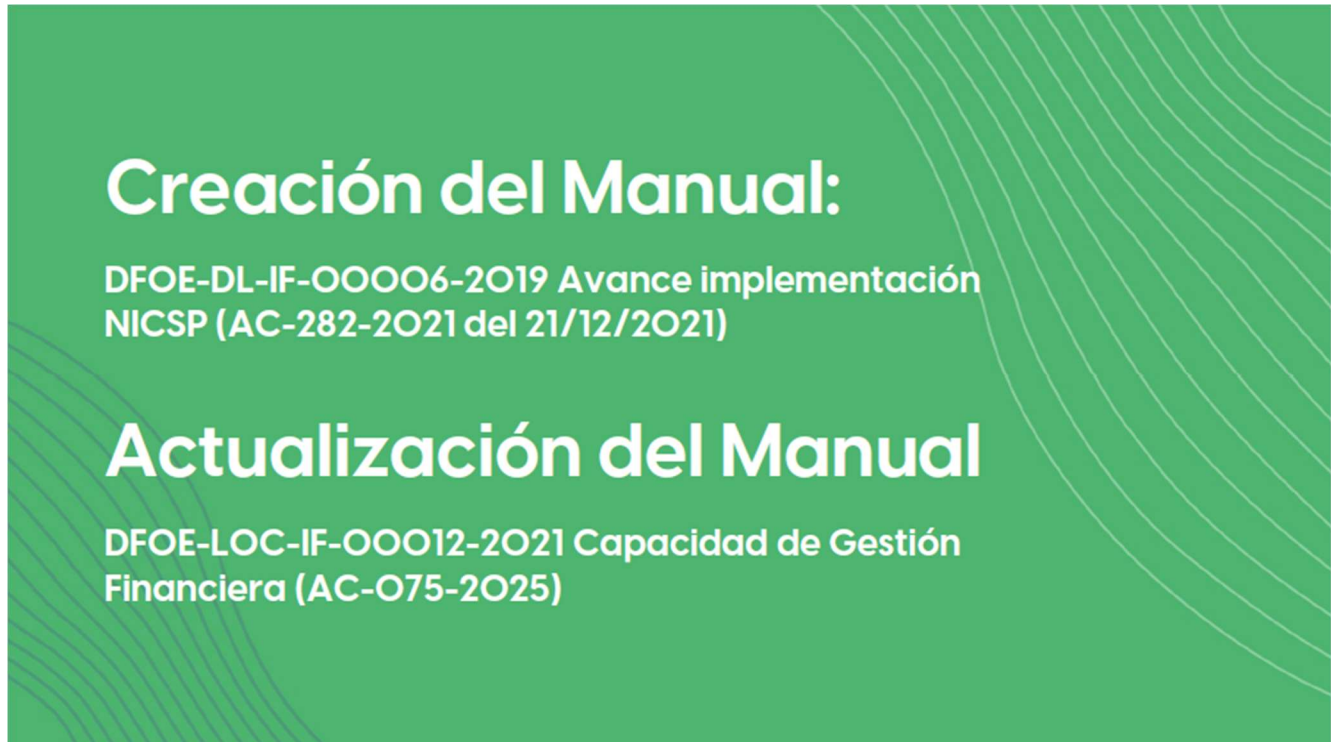 Creación del Manual:
DFOE-DL-IF-00006-2019 Avance implementación
NICSP (AC-282-2021 del 21/12/2021)
Actualización del Manual
DFOE-LOC-IF-00012-2021 Capacidad de Gestión
Financiera (AC-075-2025)